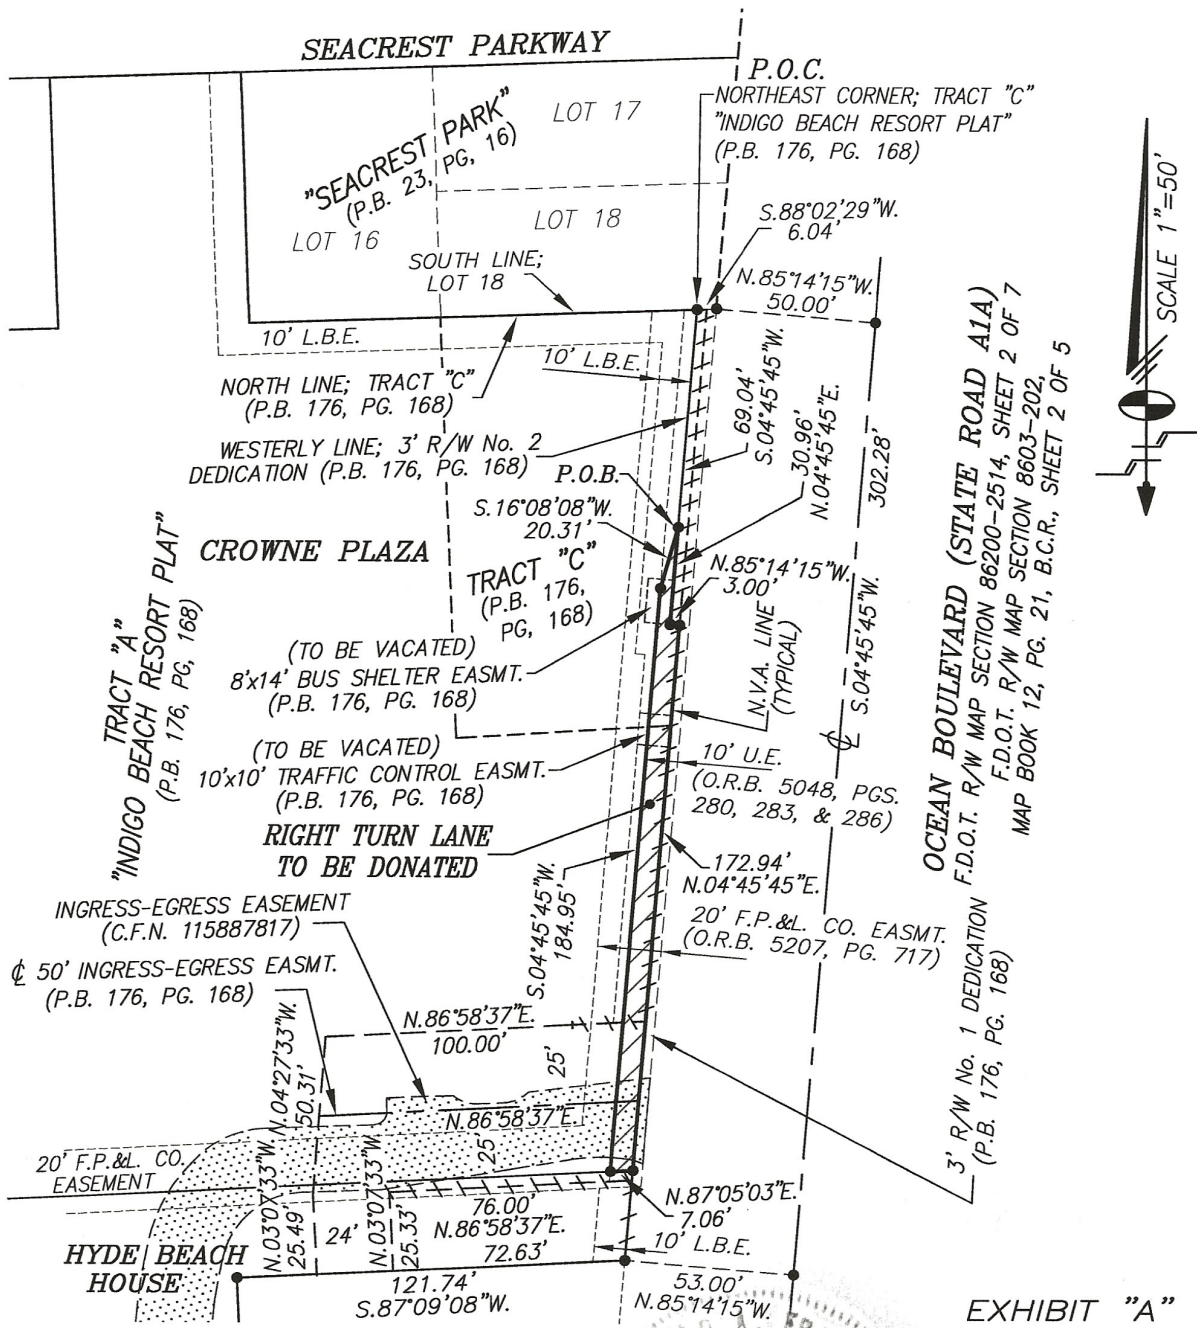 SEACREST PARKWAY
P.O.C.
NORTHEAST CORNER; TRACT "C"
"INDIGO BEACH RESORT PLAT"
(P.B. 176, PG. 168)
LOT 17
"SEACREST PARK"
(P.B. 23, PG, 16)
LOT 18
LOT 16
SOUTH LINE;
LOT 18
S.88°02'29"W.
6.04'
N.85°14'15"W.
50.00'
SCALE 1"=50'
10' L.B.E.
10' L.B.E.
NORTH LINE; TRACT "C"
(P.B. 176, PG. 168)
WESTERLY LINE; 3' R/W No. 2
DEDICATION (P.B. 176, PG. 168)
69.04'
S.04°45'45"W.
30.96'
N.04°45'45"E.
302.28'
S.04°45'45"W.
P.O.B.
S.16°08'08"W.
20.31'
CROWNE PLAZA
TRACT "C"
(P.B. 176,
PG, 168)
N.85°14'15"W.
3.00'
TRACT "A"
"INDIGO BEACH RESORT PLAT"
(P.B. 176, PG, 168)
(TO BE VACATED)
8'x14' BUS SHELTER EASMT.
(P.B. 176, PG. 168)
N.V.A. LINE
(TYPICAL)
(TO BE VACATED)
10'x10' TRAFFIC CONTROL EASMT.
(P.B. 176, PG. 168)
10' U.E.
(O.R.B. 5048, PGS.
280, 283, & 286)
℄
OCEAN BOULEVARD (STATE ROAD A1A)
F.D.O.T. R/W MAP SECTION 86200-2514, SHEET 2 OF 7
F.D.O.T. R/W MAP SECTION 8603-202,
MAP BOOK 12, PG. 21, B.C.R., SHEET 2 OF 5
RIGHT TURN LANE
TO BE DONATED
172.94'
N.04°45'45"E.
S.04°45'45"W.
184.95'
20' F.P.&L. CO. EASMT.
(O.R.B. 5207, PG. 717)
INGRESS-EGRESS EASEMENT
(C.F.N. 115887817)
℄ 50' INGRESS-EGRESS EASMT.
(P.B. 176, PG. 168)
N.86°58'37"E.
100.00'
N.04°27'33"W.
50.31'
25'
N.86°58'37"E.
25'
3' R/W No. 1 DEDICATION
(P.B. 176, PG. 168)
20' F.P.&L. CO.
EASEMENT
N.03°07'33"W.
25.49'
24'
N.03°07'33"W.
25.33'
76.00'
N.86°58'37"E.
72.63'
N.87°05'03"E.
7.06'
10' L.B.E.
HYDE BEACH
HOUSE
121.74'
S.87°09'08"W.
53.00'
N.85°14'15"W.
EXHIBIT "A"